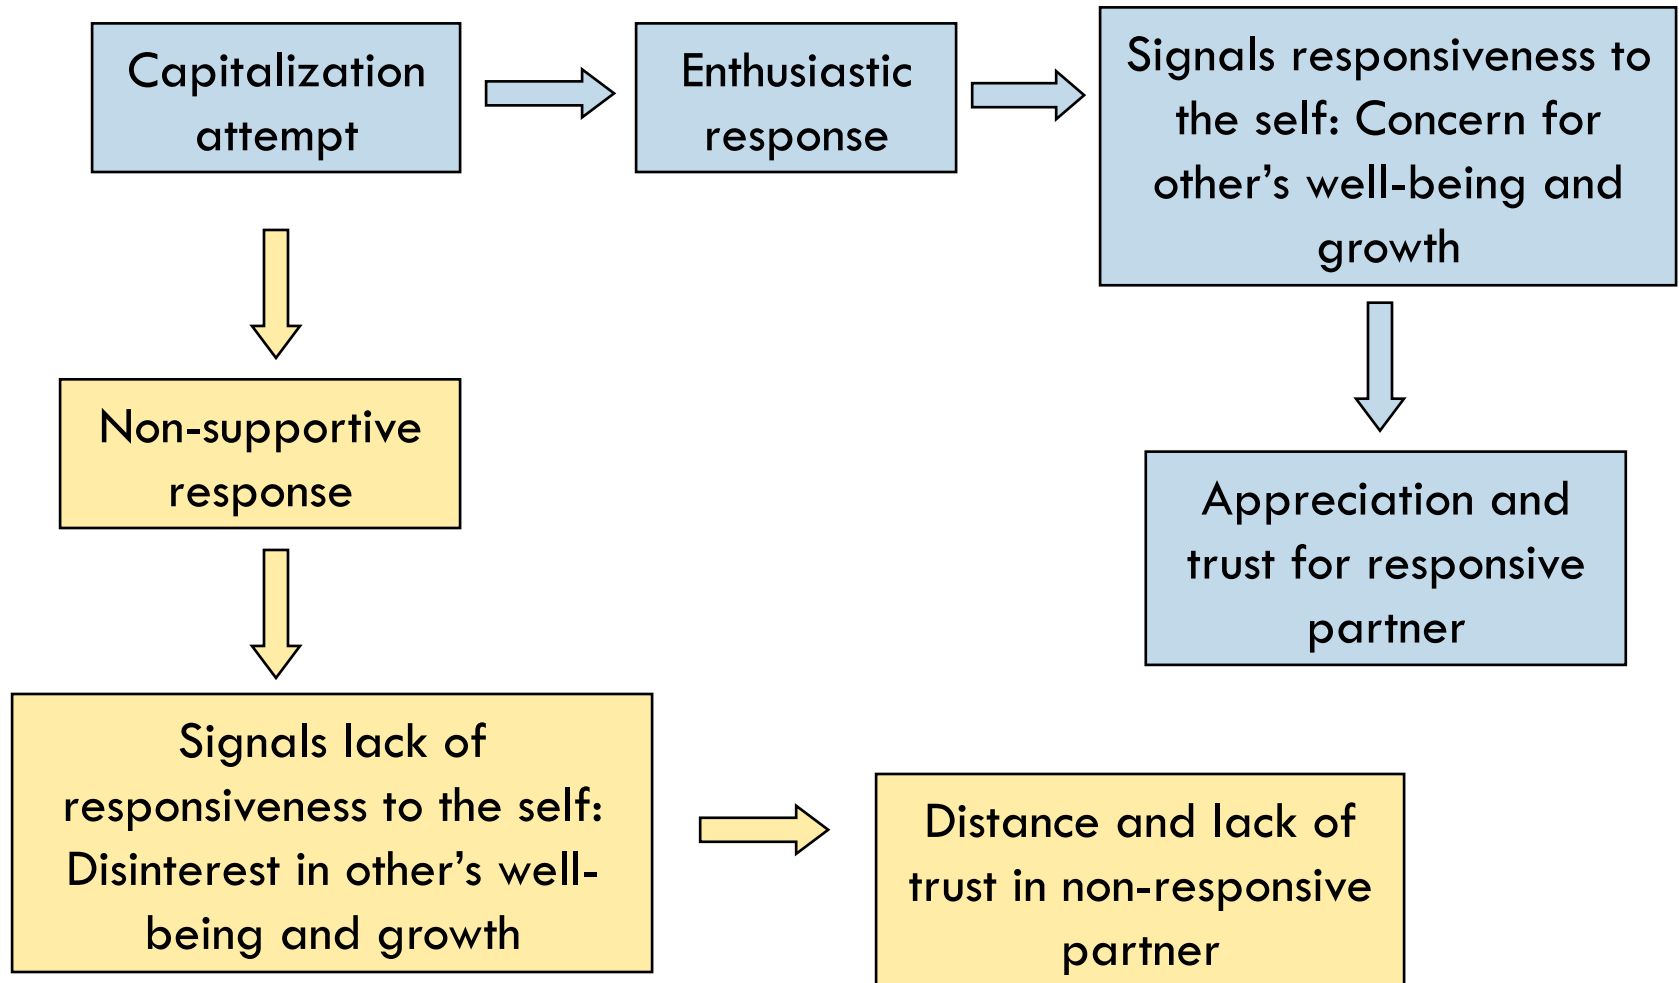 Capitalization
attempt
Enthusiastic
response
Signals responsiveness to
the self: Concern for
other’s well-being and
growth
Appreciation and
trust for responsive
partner
Non-supportive
response
Signals lack of
responsiveness to the self:
Disinterest in other’s well-
being and growth
Distance and lack of
trust in non-responsive
partner